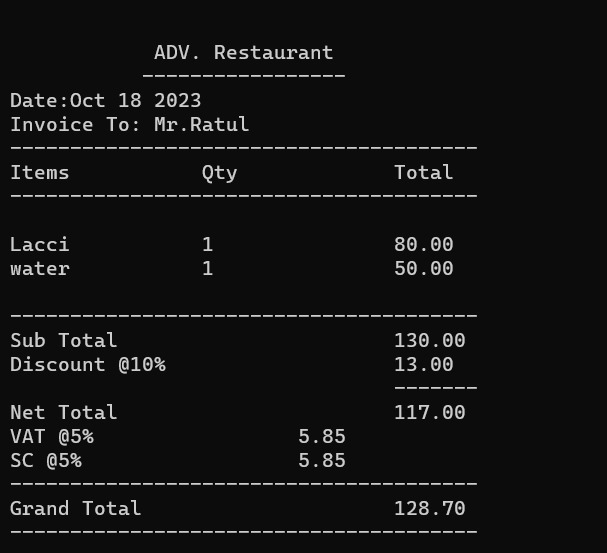 ADV. Restaurant
-----------------
Date:Oct 18 2023
Invoice To: Mr.Ratul
---------------------------------------
Items Qty Total
---------------------------------------
Lacci 1 80.00
water 1 50.00
---------------------------------------
Sub Total 130.00
Discount @10% 13.00
-------
Net Total 117.00
VAT @5% 5.85
SC @5% 5.85
---------------------------------------
Grand Total 128.70
---------------------------------------